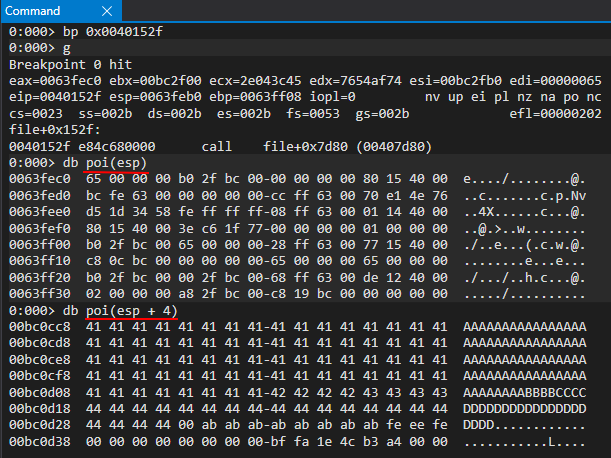 Command ×
0:000> bp 0x0040152f
0:000> g
Breakpoint 0 hit
eax=0063fec0 ebx=00bc2f00 ecx=2e043c45 edx=7654af74 esi=00bc2fb0 edi=00000065
eip=0040152f esp=0063feb0 ebp=0063ff08 iopl=0         nv up ei pl nz na po nc
cs=0023  ss=002b  ds=002b  es=002b  fs=0053  gs=002b             efl=00000202
file+0x152f:
0040152f e84c680000      call    file+0x7d80 (00407d80)
0:000> db poi(esp)
0063fec0  65 00 00 00 b0 2f bc 00-00 00 00 00 80 15 40 00  e..../........@.
0063fed0  bc fe 63 00 00 00 00 00-cc ff 63 00 70 e1 4e 76  ..c.......c.p.Nv
0063fee0  d5 1d 34 58 fe ff ff ff-08 ff 63 00 01 14 40 00  ..4X......c...@.
0063fef0  80 15 40 00 3e c6 1f 77-00 00 00 00 01 00 00 00  ..@.>..w........
0063ff00  b0 2f bc 00 65 00 00 00-28 ff 63 00 77 15 40 00  ./..e...(.c.w.@.
0063ff10  c8 0c bc 00 00 00 00 00-65 00 00 00 65 00 00 00  ........e...e...
0063ff20  b0 2f bc 00 00 2f bc 00-68 ff 63 00 de 12 40 00  ./.../..h.c...@.
0063ff30  02 00 00 00 a8 2f bc 00-c8 19 bc 00 00 00 00 00  ...../..........
0:000> db poi(esp + 4)
00bc0cc8  41 41 41 41 41 41 41 41-41 41 41 41 41 41 41 41  AAAAAAAAAAAAAAAA
00bc0cd8  41 41 41 41 41 41 41 41-41 41 41 41 41 41 41 41  AAAAAAAAAAAAAAAA
00bc0ce8  41 41 41 41 41 41 41 41-41 41 41 41 41 41 41 41  AAAAAAAAAAAAAAAA
00bc0cf8  41 41 41 41 41 41 41 41-41 41 41 41 41 41 41 41  AAAAAAAAAAAAAAAA
00bc0d08  41 41 41 41 41 41 41 41-42 42 42 42 43 43 43 43  AAAAAAAABBBBCCCC
00bc0d18  44 44 44 44 44 44 44 44-44 44 44 44 44 44 44 44  DDDDDDDDDDDDDDDD
00bc0d28  44 44 44 44 00 ab ab ab-ab ab ab ab ab fe ee fe  DDDD............
00bc0d38  00 00 00 00 00 00 00 00-bf fa 1e 4c b3 a4 00 00  ...........L....